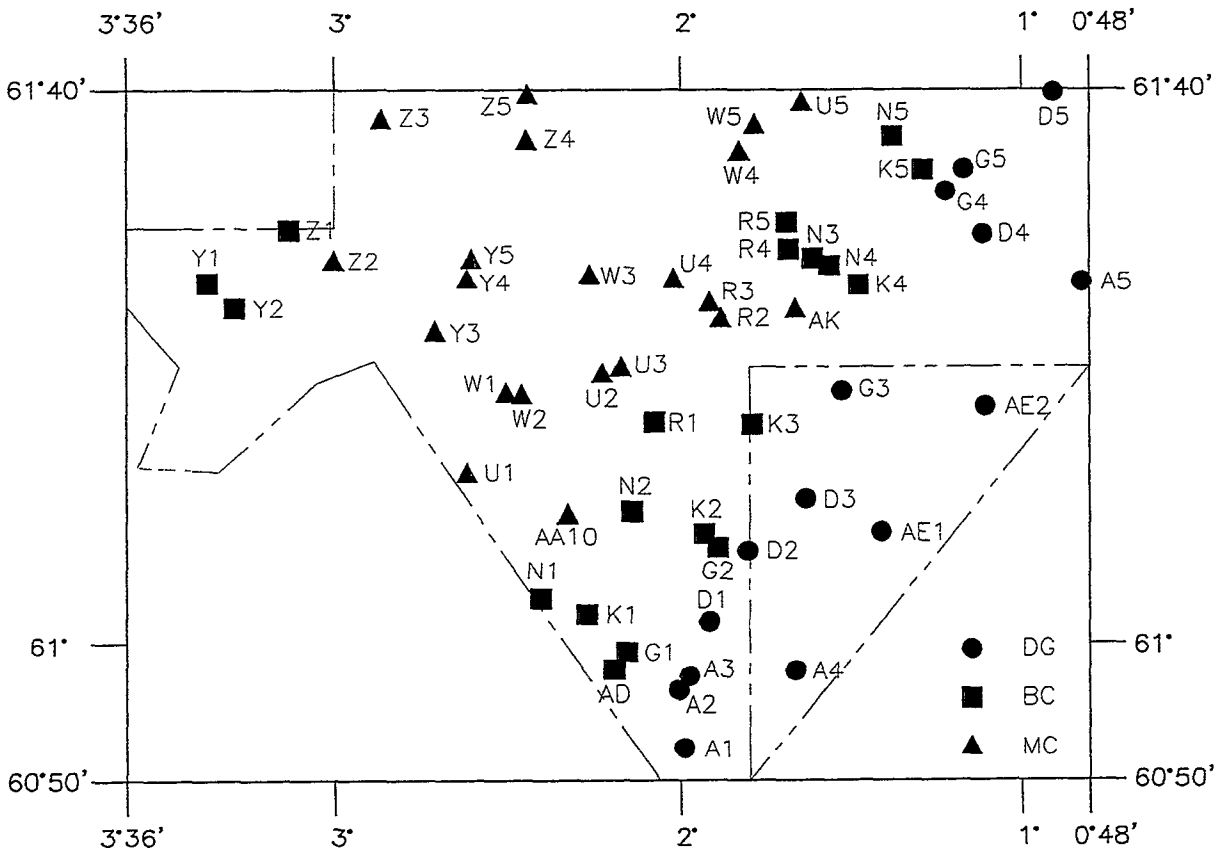 3°36' 3° 2° 1° 0°48'
61°40' 61°40'
Z5 U5
D5
Z3 W5 N5
Z4
W4 K5 G5
G4
Z1 R5 N3 D4
R4 N4
Z2 Y5 U4
Y1 Y4 W3 K4 A5
Y2 R3
R2 AK
Y3
U3
W1 U2 G3
W2 AE2
R1 K3
U1
N2 D3
AA10 K2 AE1
G2 D2
N1 D1
K1
61° G1 61°
AD A3 A4 DG
A2
BC
A1 MC
60°50' 60°50'
3°36' 3° 2° 1° 0°48'